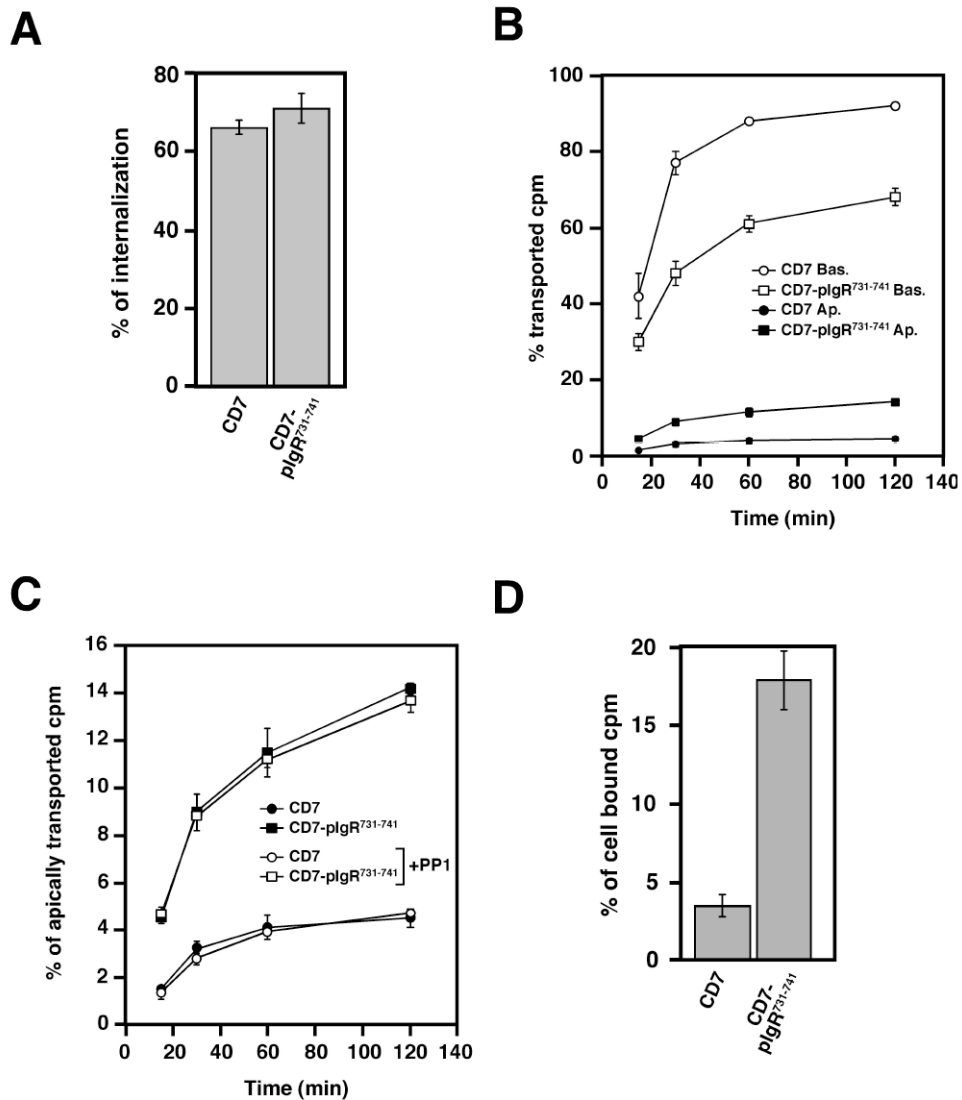 A
80
60
40
20
0
% of internalization
CD7
CD7-
pIgR731-741
B
100
80
60
40
20
0
% transported cpm
CD7 Bas.
CD7-pIgR731-741 Bas.
CD7 Ap.
CD7-pIgR731-741 Ap.
0 20 40 60 80 100 120 140
Time (min)
C
16
14
12
10
8
6
4
2
0
% of apically transported cpm
CD7
CD7-pIgR731-741
CD7
CD7-pIgR731-741
+PP1
0 20 40 60 80 100 120 140
Time (min)
D
20
15
10
5
0
% of cell bound cpm
CD7
CD7-
pIgR731-741